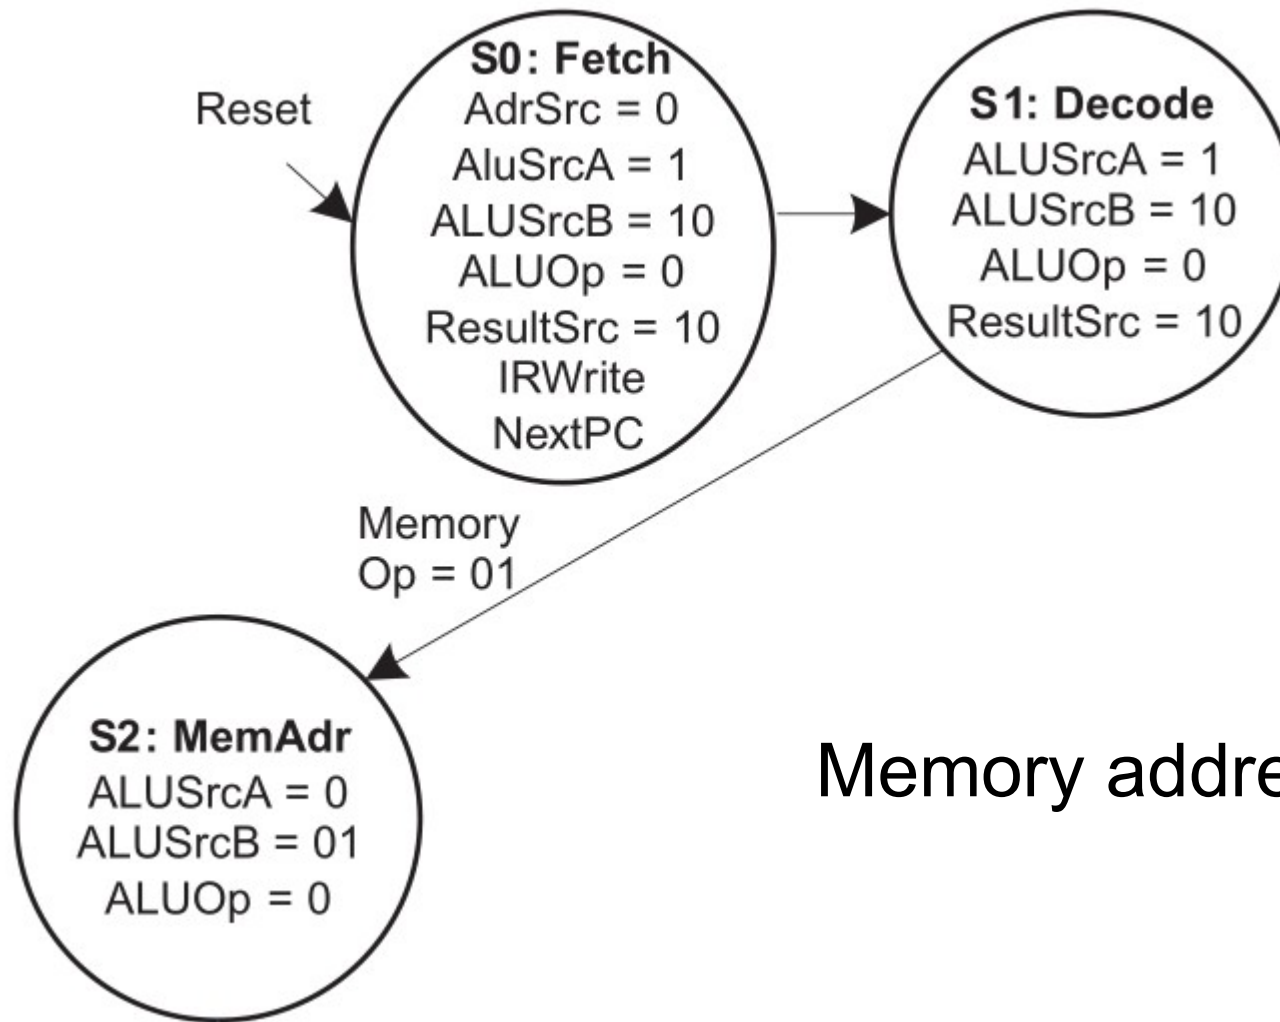 Reset
S0: Fetch
AdrSrc = 0
AluSrcA = 1
ALUSrcB = 10
ALUOp = 0
ResultSrc = 10
IRWrite
NextPC
S1: Decode
ALUSrcA = 1
ALUSrcB = 10
ALUOp = 0
ResultSrc = 10
Memory
Op = 01
S2: MemAdr
ALUSrcA = 0
ALUSrcB = 01
ALUOp = 0
Memory